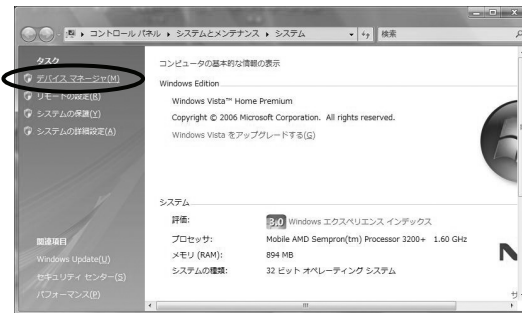 コントロール パネル ▸ システムとメンテナンス ▸ システム
検索
タスク
デバイス マネージャ(M)
リモートの設定(R)
システムの保護(Y)
システムの詳細設定(A)
関連項目
Windows Update(U)
セキュリティ センター(S)
パフォーマンス(P)
コンピュータの基本的な情報の表示
Windows Edition
Windows Vista™ Home Premium
Copyright © 2006 Microsoft Corporation. All rights reserved.
Windows Vista をアップグレードする(G)
システム
評価: 3.0 Windows エクスペリエンス インデックス
プロセッサ: Mobile AMD Sempron(tm) Processor 3200+ 1.60 GHz
メモリ (RAM): 894 MB
システムの種類: 32 ビット オペレーティング システム
N
サ